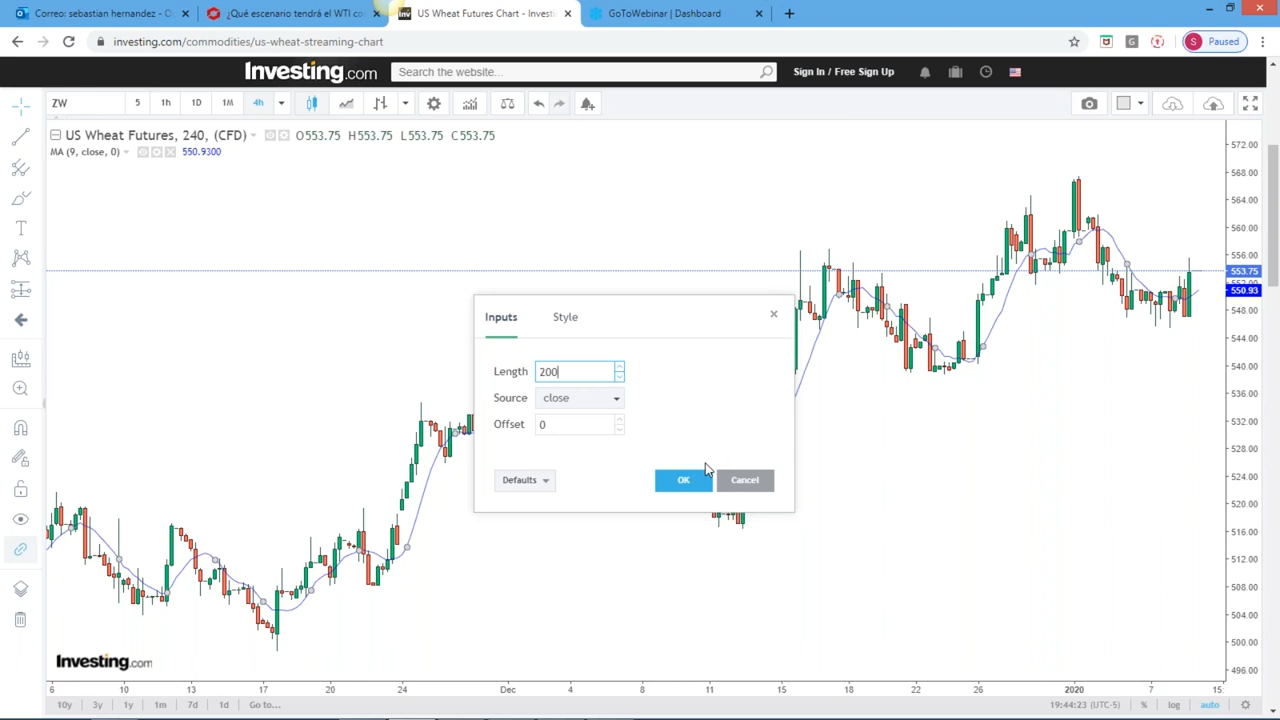 Correo: sebastian hernandez - O
¿Qué escenario tendrá el WTI co
US Wheat Futures Chart - Investi
GoToWebinar | Dashboard
investing.com/commodities/us-wheat-streaming-chart
S Paused
Investing.com
Search the website...
Sign In / Free Sign Up
ZW 5 1h 1D 1M 4h
US Wheat Futures, 240, (CFD) O553.75 H553.75 L553.75 C553.75
MA (9, close, 0) 550.9300
572.00
568.00
564.00
560.00
556.00
553.75
552.00
550.93
548.00
544.00
540.00
536.00
532.00
528.00
524.00
520.00
516.00
512.00
508.00
504.00
500.00
496.00
Inputs Style
Length 200
Source close
Offset 0
Defaults OK Cancel
Investing.com
6 10 13 17 20 24 Dec 4 8 11 15 18 22 26 2020 7 15:
10y 3y 1y 1m 7d 1d Go to... 19:44:23 (UTC-5) % log auto